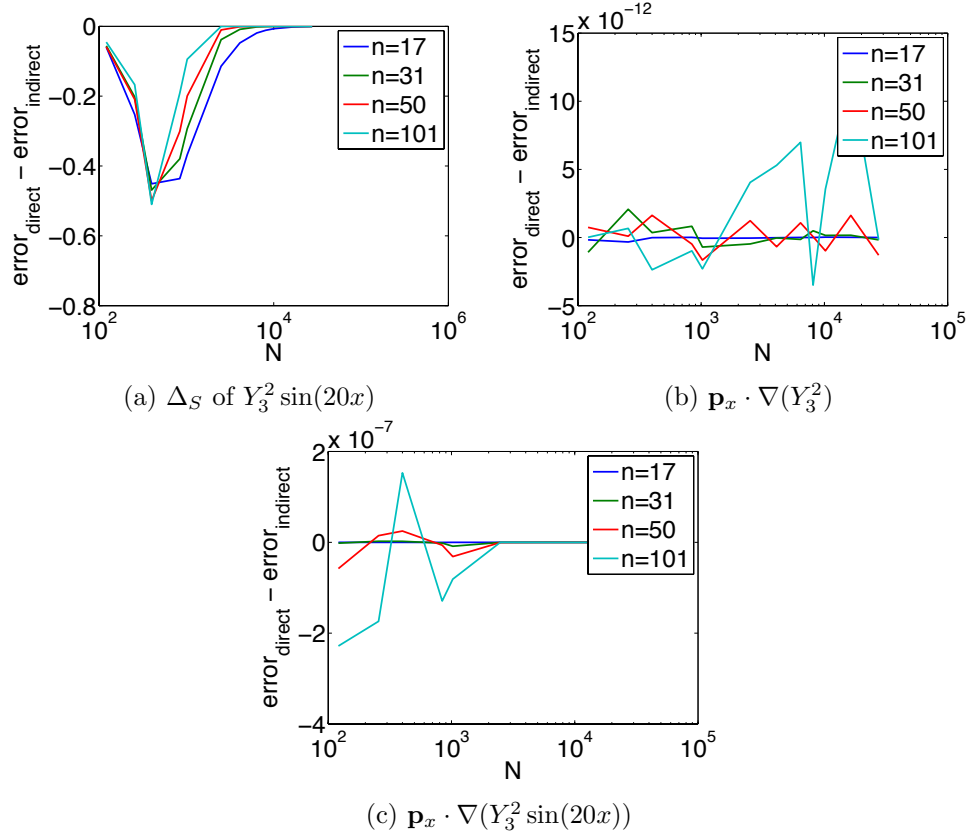 0
−0.2
−0.4
−0.6
−0.8
10^2
10^4
10^6
N
error_direct − error_indirect
n=17
n=31
n=50
n=101
(a) Δ_S of Y_3^2 sin(20x)
x 10^−12
15
10
5
0
−5
10^2
10^3
10^4
10^5
N
error_direct − error_indirect
n=17
n=31
n=50
n=101
(b) p_x · ∇(Y_3^2)
x 10^−7
2
0
−2
−4
10^2
10^3
10^4
10^5
N
error_direct − error_indirect
n=17
n=31
n=50
n=101
(c) p_x · ∇(Y_3^2 sin(20x))